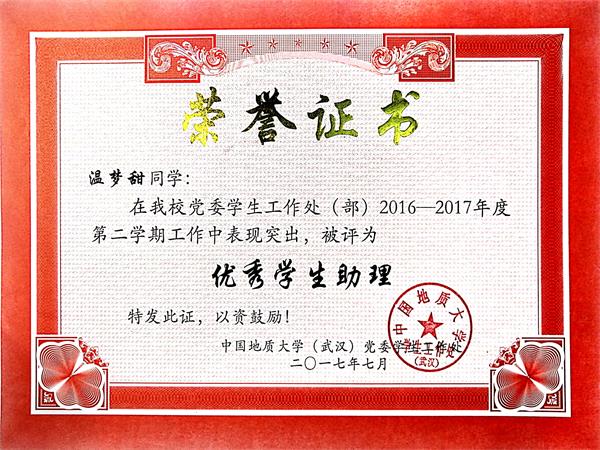 荣誉证书
温梦甜同学：
在我校党委学生工作处（部）2016—2017年度
第二学期工作中表现突出，被评为
优秀学生助理
特发此证，以资鼓励！
中国地质大学（武汉）党委学生工作处
二〇一七年七月
中国地质大学
（武汉）